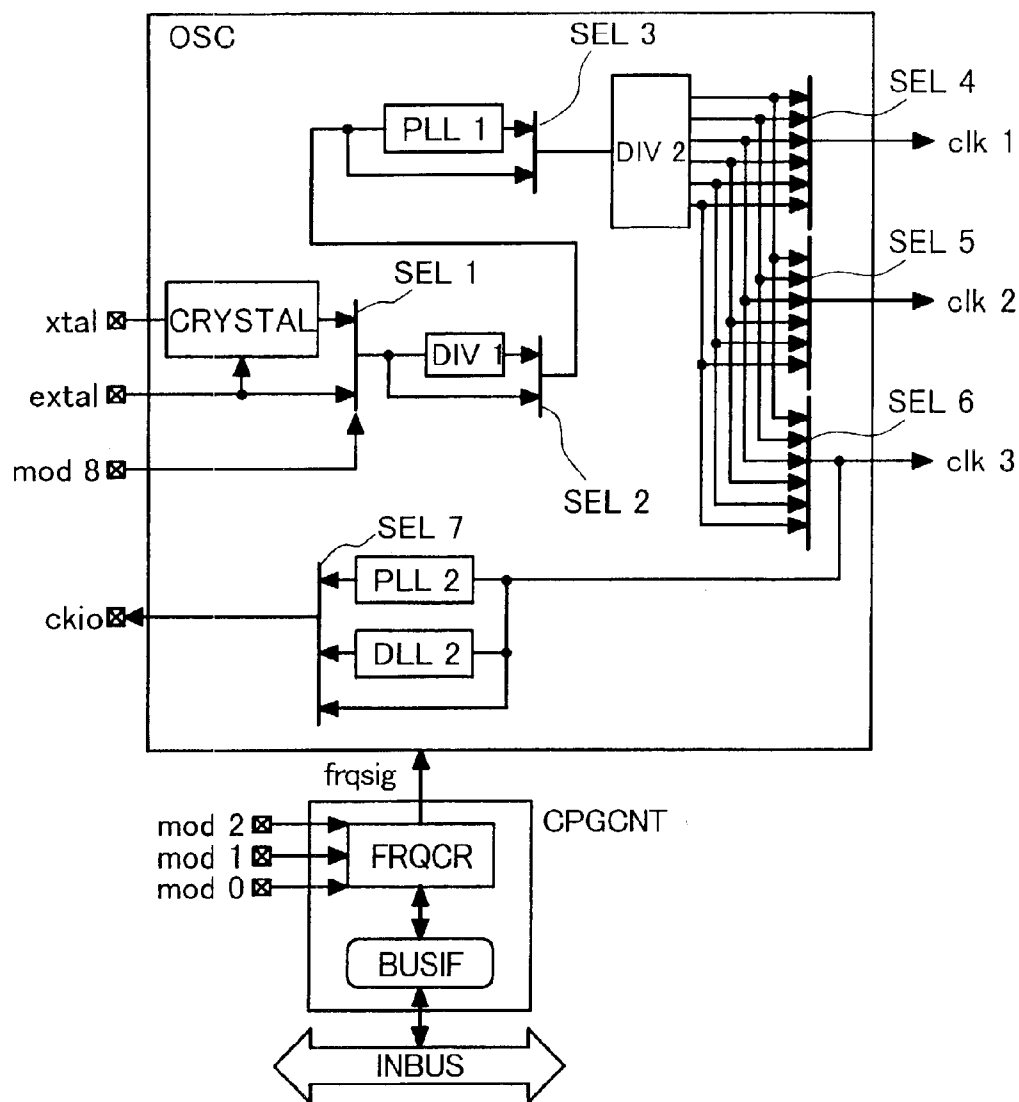 OSC
SEL 3
SEL 4
PLL 1
DIV 2
clk 1
SEL 1
SEL 5
xtal
CRYSTAL
DIV 1
clk 2
extal
SEL 6
mod 8
SEL 2
clk 3
SEL 7
PLL 2
ckio
DLL 2
frqsig
CPGCNT
mod 2
mod 1
FRQCR
mod 0
BUSIF
INBUS